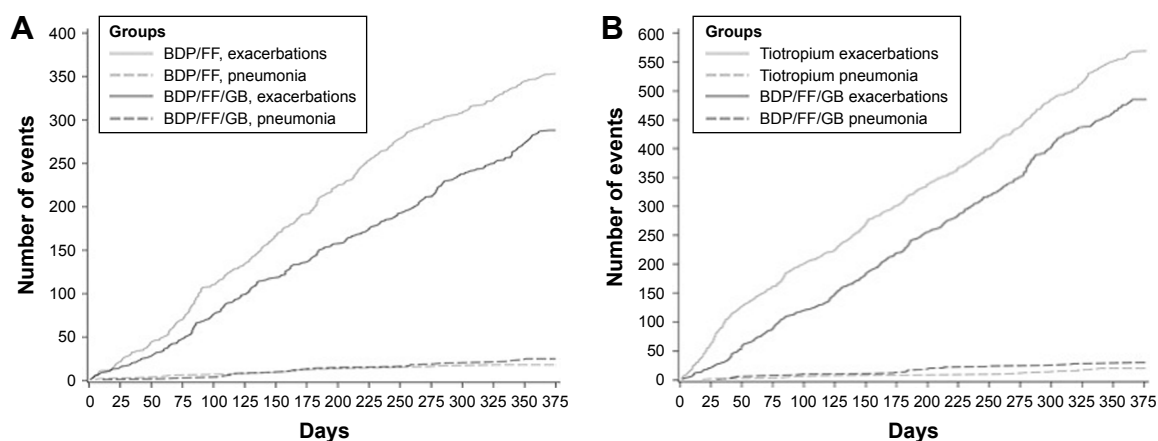 A
Groups
BDP/FF, exacerbations
BDP/FF, pneumonia
BDP/FF/GB, exacerbations
BDP/FF/GB, pneumonia
Number of events
400
350
300
250
200
150
100
50
0
0 25 50 75 100 125 150 175 200 225 250 275 300 325 350 375
Days
B
Groups
Tiotropium exacerbations
Tiotropium pneumonia
BDP/FF/GB exacerbations
BDP/FF/GB pneumonia
Number of events
600
550
500
450
400
350
300
250
200
150
100
50
0
0 25 50 75 100 125 150 175 200 225 250 275 300 325 350 375
Days